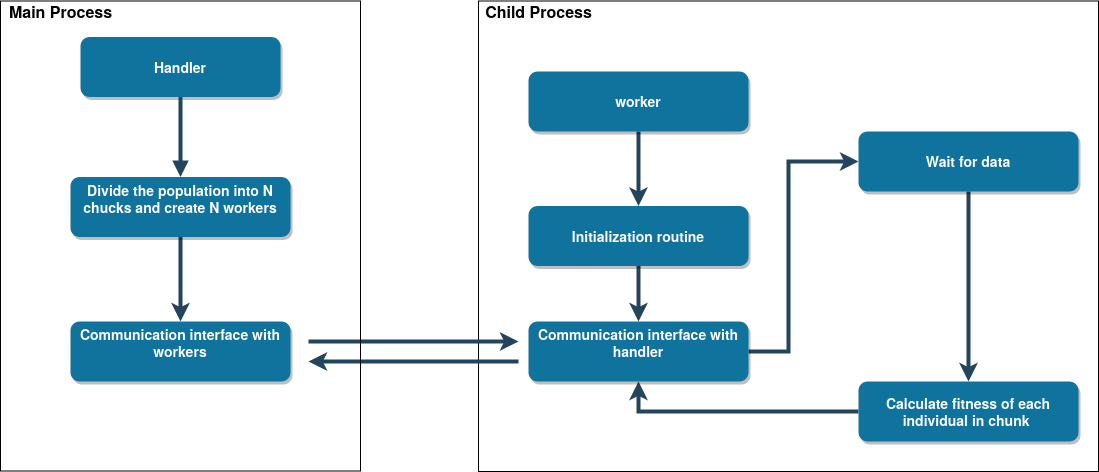 Main Process
Handler
Divide the population into N
chucks and create N workers
Communication interface with
workers
Child Process
worker
Initialization routine
Communication interface with
handler
Wait for data
Calculate fitness of each
individual in chunk